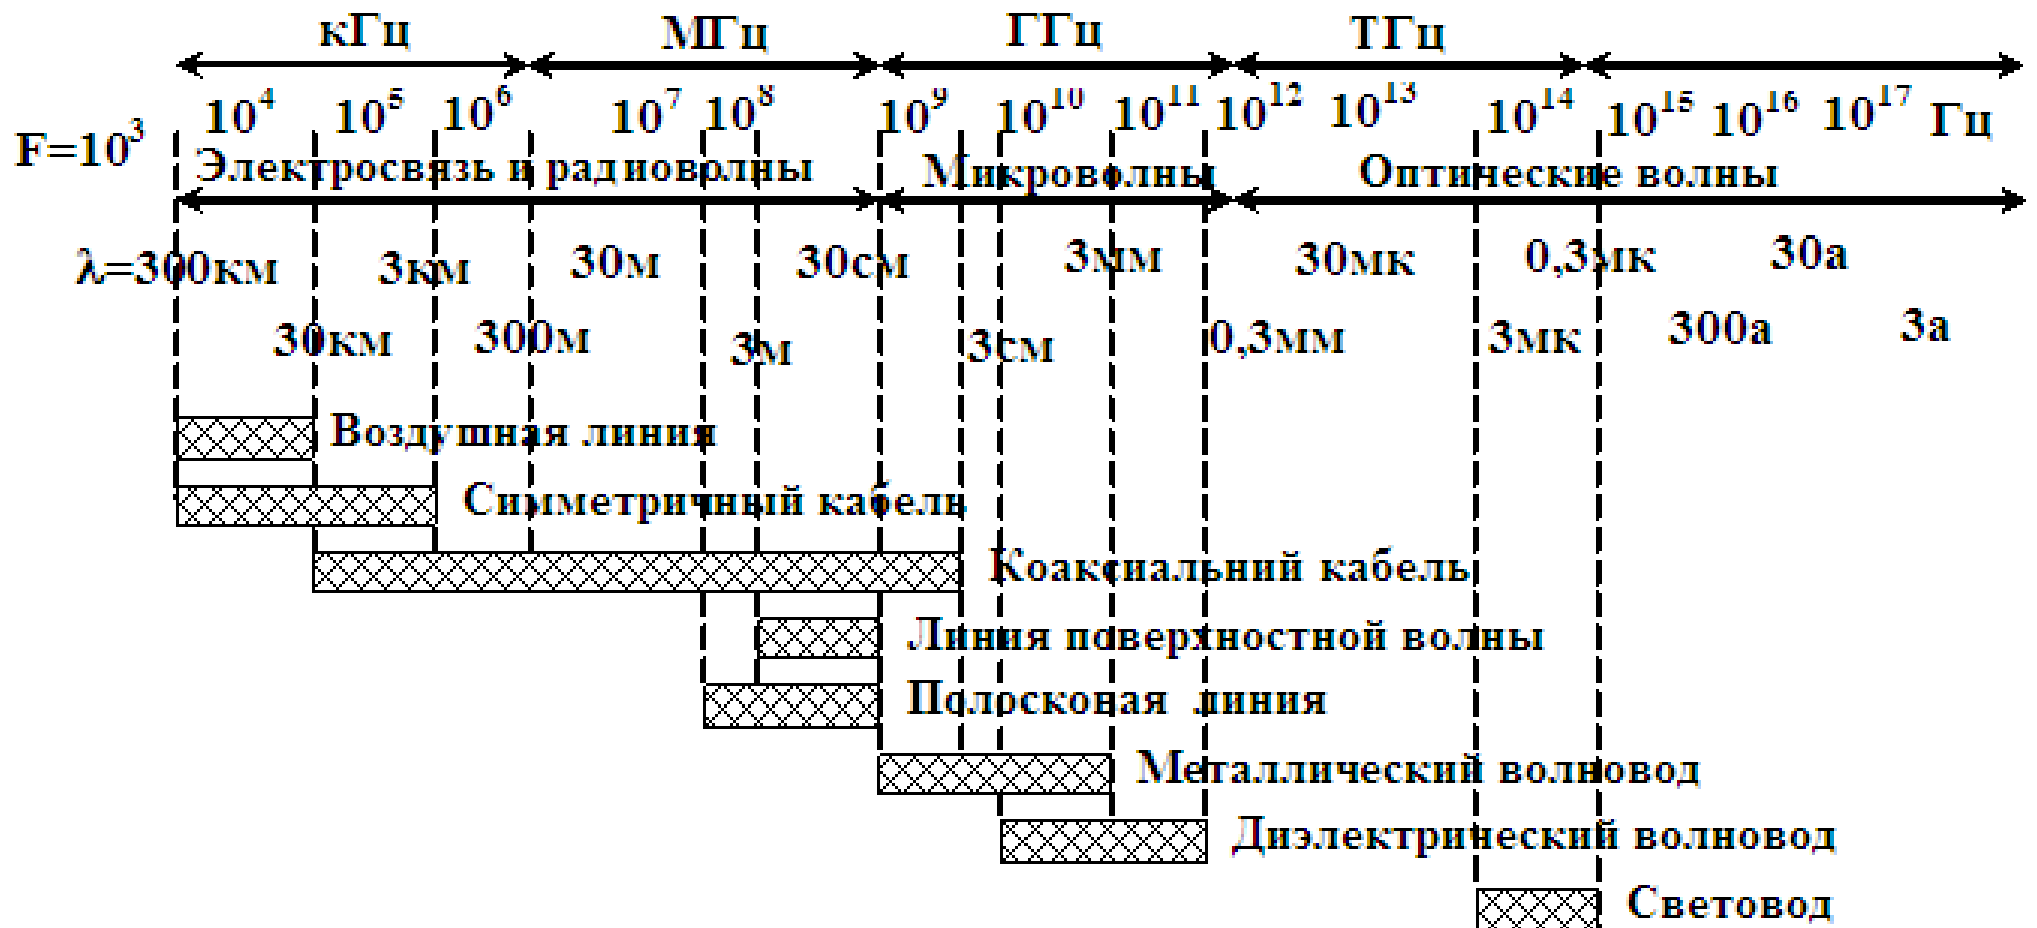 кГц МГц ГГц ТГц
F=10³ 10⁴ 10⁵ 10⁶ 10⁷ 10⁸ 10⁹ 10¹⁰ 10¹¹ 10¹² 10¹³ 10¹⁴ 10¹⁵ 10¹⁶ 10¹⁷ Гц
Электросвязь и радиоволны Микроволны Оптические волны
λ=300км 3км 30м 30см 3мм 30мк 0,3мк 30а
30км 300м 3м 3см 0,3мм 3мк 300а 3а
Воздушная линия
Симметричный кабель
Коаксиальний кабель
Линия поверхностной волны
Полосковая линия
Металлический волновод
Диэлектрический волновод
Световод